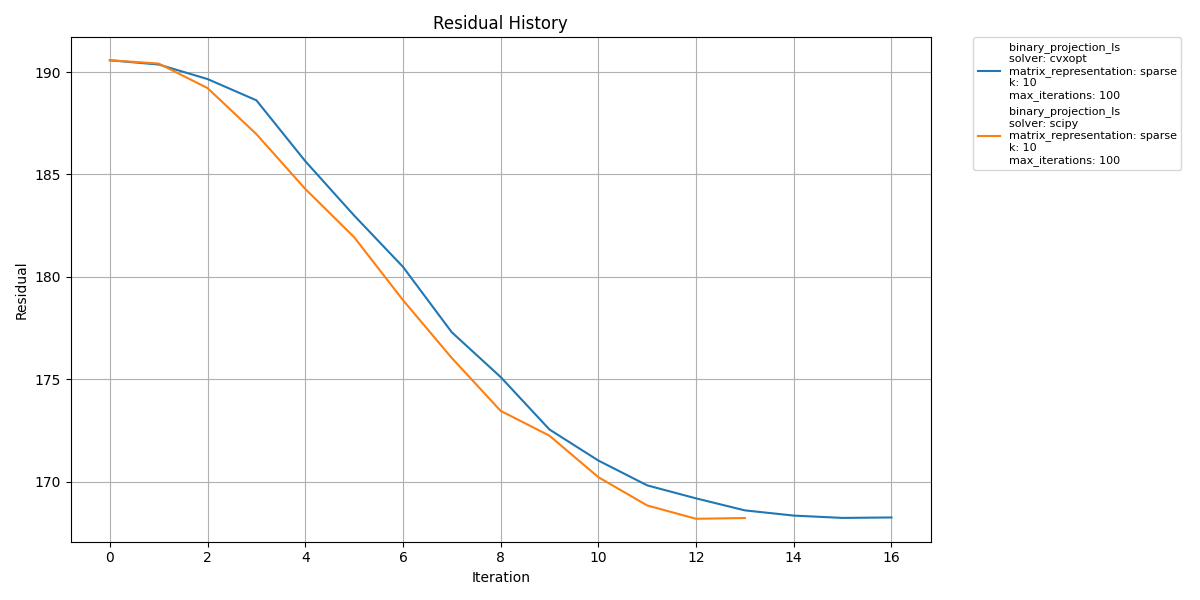 Residual History
binary_projection_ls
solver: cvxopt
matrix_representation: sparse
k: 10
max_iterations: 100
binary_projection_ls
solver: scipy
matrix_representation: sparse
k: 10
max_iterations: 100
Residual
190
185
180
175
170
0 2 4 6 8 10 12 14 16
Iteration